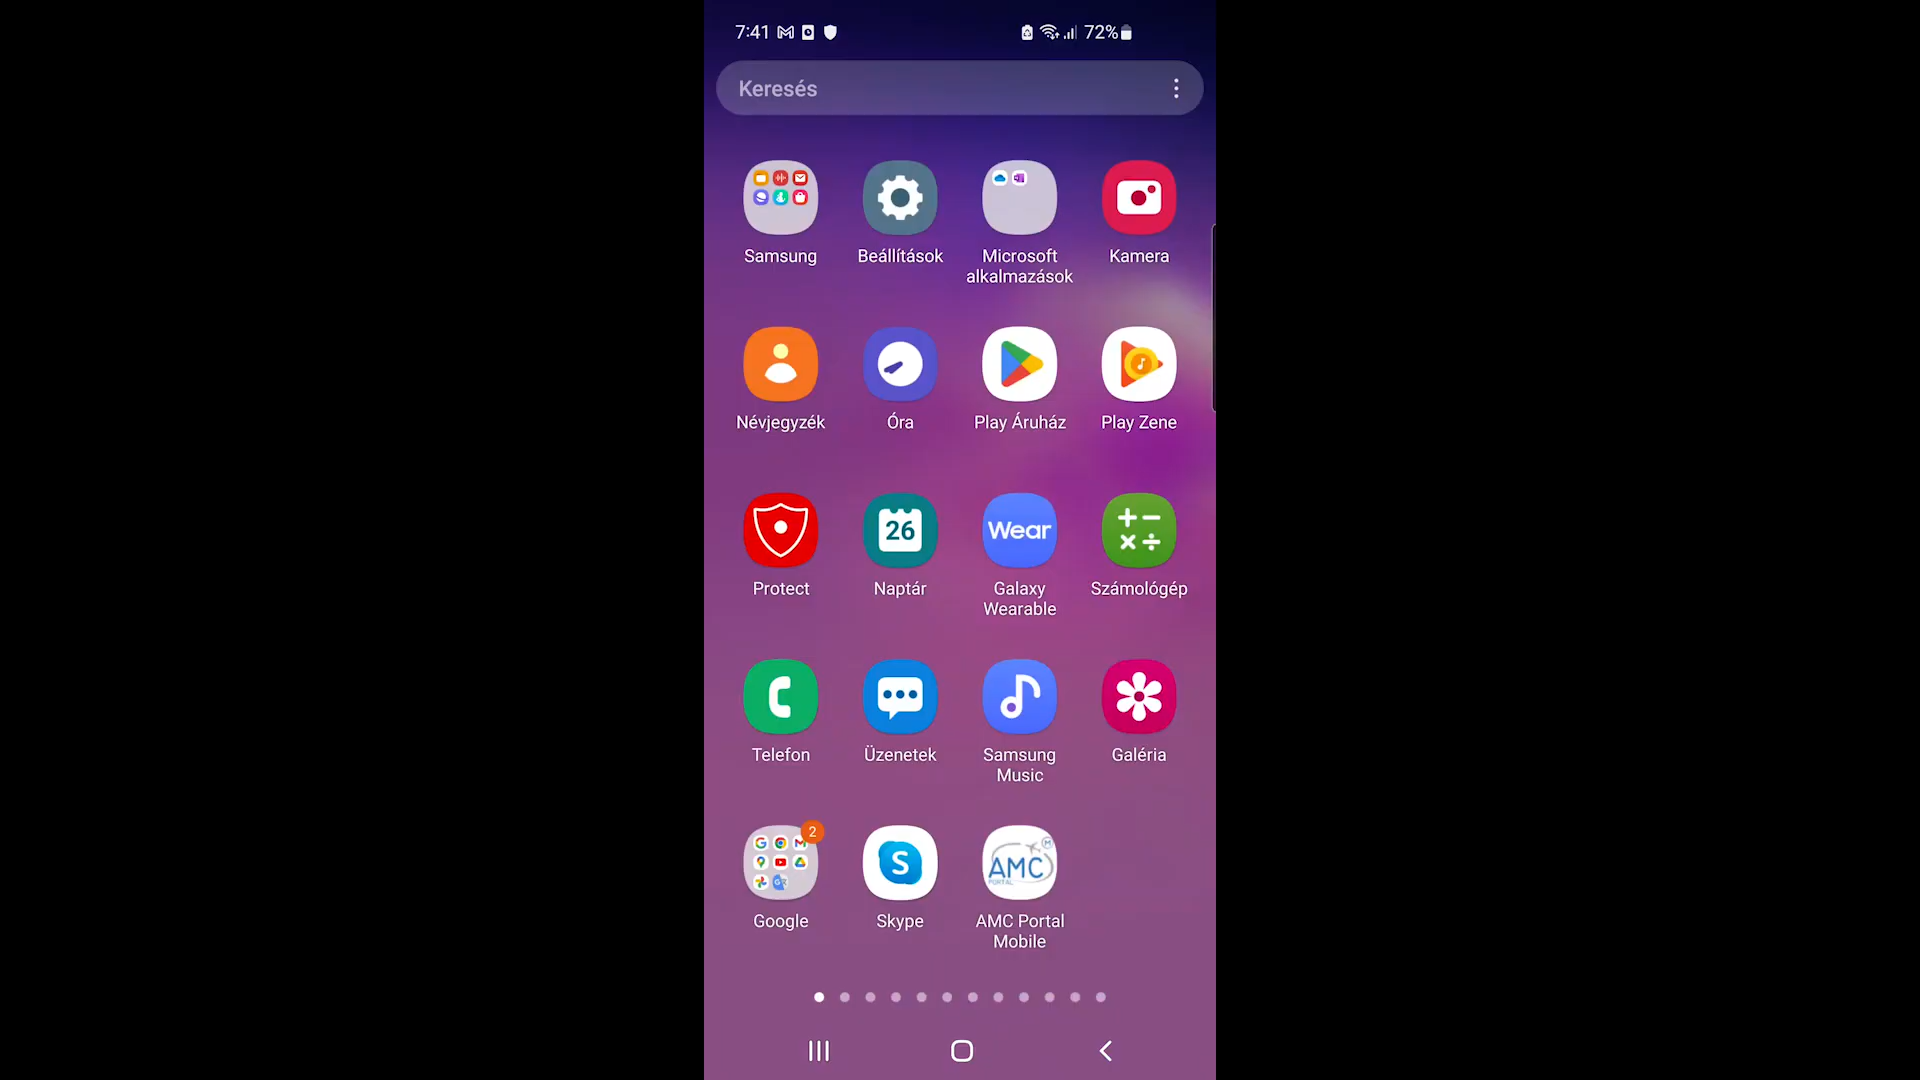 7:41 72%
Keresés
Samsung Beállítások Microsoft alkalmazások Kamera
Névjegyzék Óra Play Áruház Play Zene
26 Wear
Protect Naptár Galaxy Wearable Számológép
Telefon Üzenetek Samsung Music Galéria
2
S AMC PORTAL M
Google Skype AMC Portal Mobile